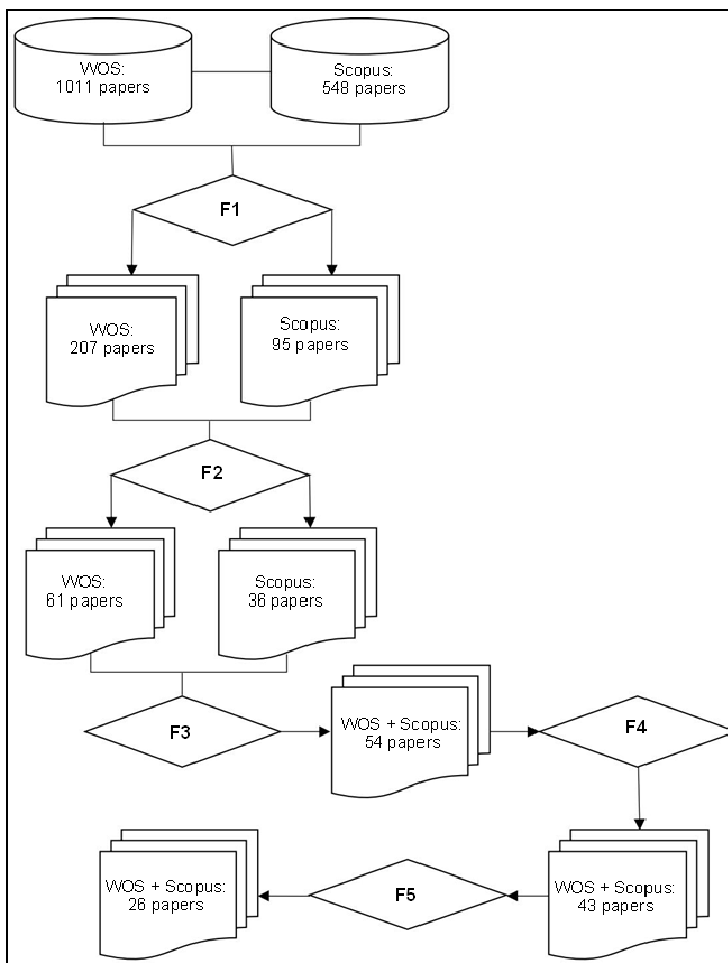 WOS:
1011 papers
Scopus:
548 papers
F1
WOS:
207 papers
Scopus:
95 papers
F2
WOS:
61 papers
Scopus:
36 papers
F3
WOS + Scopus:
54 papers
F4
WOS + Scopus:
26 papers
F5
WOS + Scopus:
43 papers